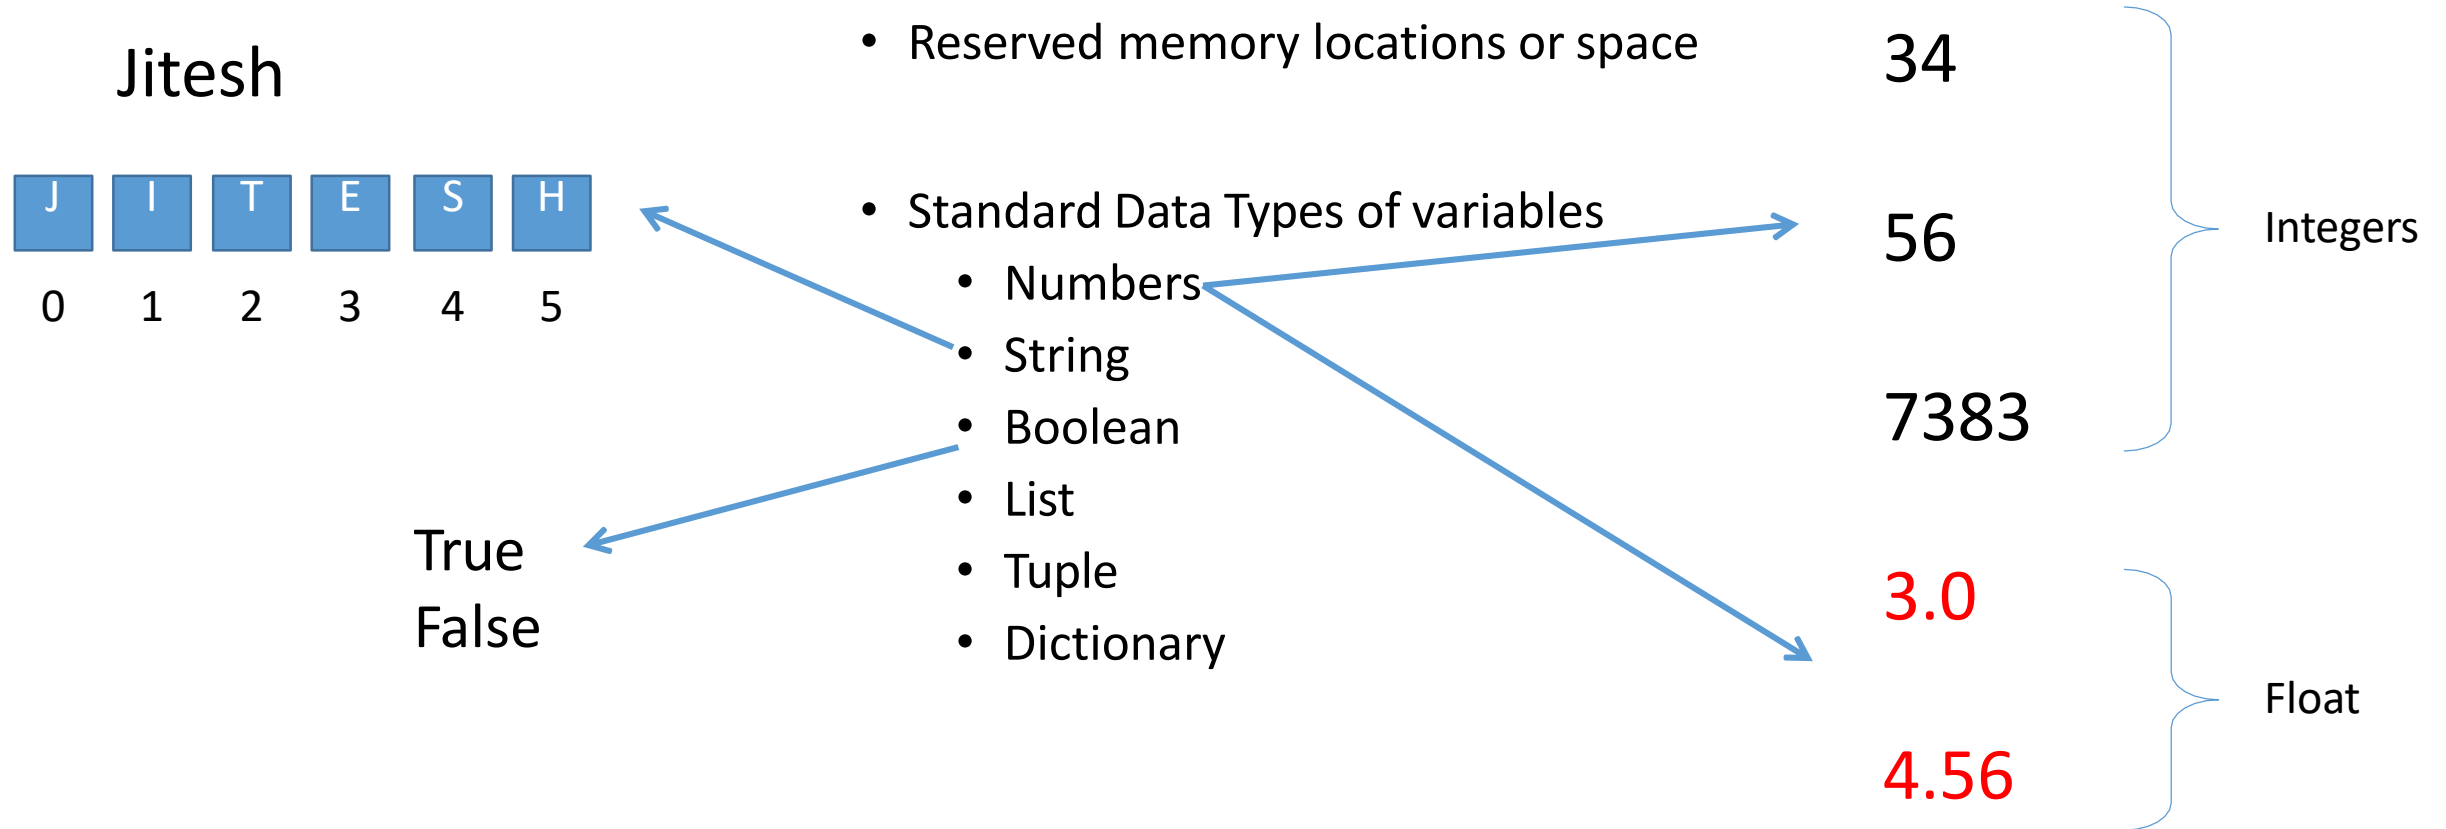 Jitesh
J I T E S H
0 1 2 3 4 5
True
False
• Reserved memory locations or space
• Standard Data Types of variables
• Numbers
• String
• Boolean
• List
• Tuple
• Dictionary
34
56
7383
Integers
3.0
4.56
Float